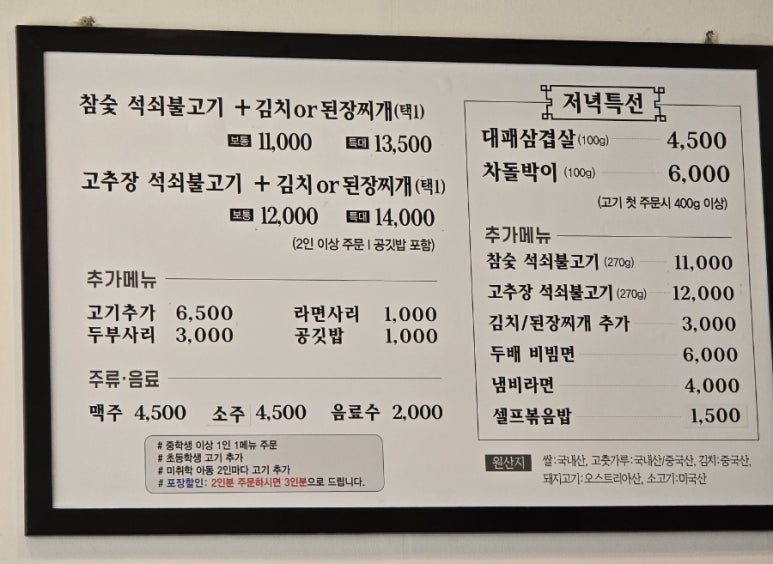 참숯 석쇠불고기 + 김치or된장찌개(택1)
보통 11,000 특대 13,500
고추장 석쇠불고기 + 김치or된장찌개(택1)
보통 12,000 특대 14,000
(2인 이상 주문 | 공깃밥 포함)
추가메뉴
고기추가 6,500 라면사리 1,000
두부사리 3,000 공깃밥 1,000
주류·음료
맥주 4,500 소주 4,500 음료수 2,000
# 중학생 이상 1인 1메뉴 주문
# 초등학생 고기 추가
# 미취학 아동 2인마다 고기 추가
# 포장할인: 2인분 주문하시면 3인분으로 드립니다.
저녁특선
대패삼겹살(100g) 4,500
차돌박이 (100g) 6,000
(고기 첫 주문시 400g 이상)
추가메뉴
참숯 석쇠불고기 (270g) 11,000
고추장 석쇠불고기 (270g) 12,000
김치/된장찌개 추가 3,000
두배 비빔면 6,000
냄비라면 4,000
셀프볶음밥 1,500
원산지 쌀:국내산, 고춧가루:국내산/중국산, 김치:중국산,
돼지고기:오스트리아산, 소고기:미국산